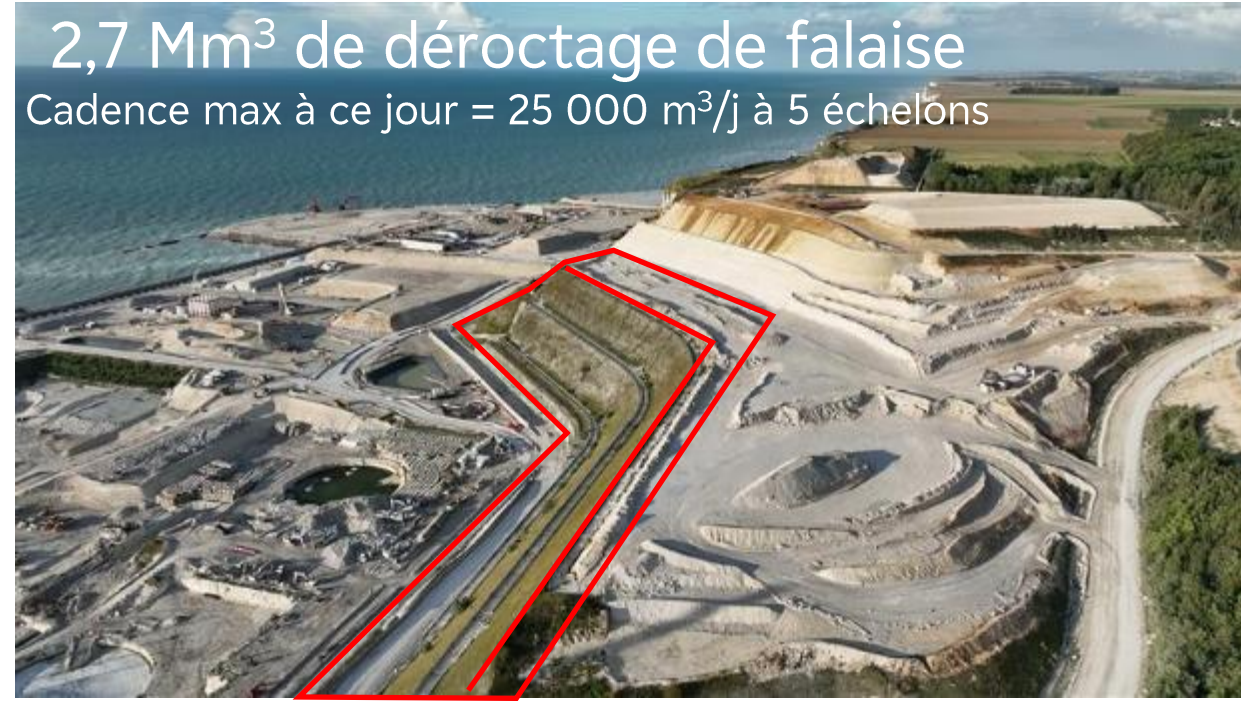 2,7 Mm³ de déroctage de falaise
Cadence max à ce jour = 25 000 m³/j à 5 échelons